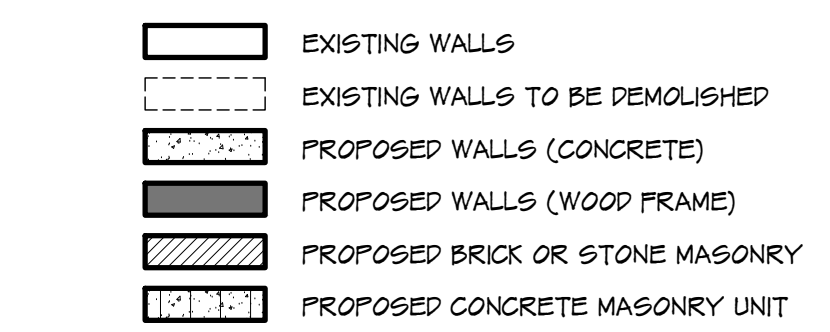 EXISTING WALLS
EXISTING WALLS TO BE DEMOLISHED
PROPOSED WALLS (CONCRETE)
PROPOSED WALLS (WOOD FRAME)
PROPOSED BRICK OR STONE MASONRY
PROPOSED CONCRETE MASONRY UNIT